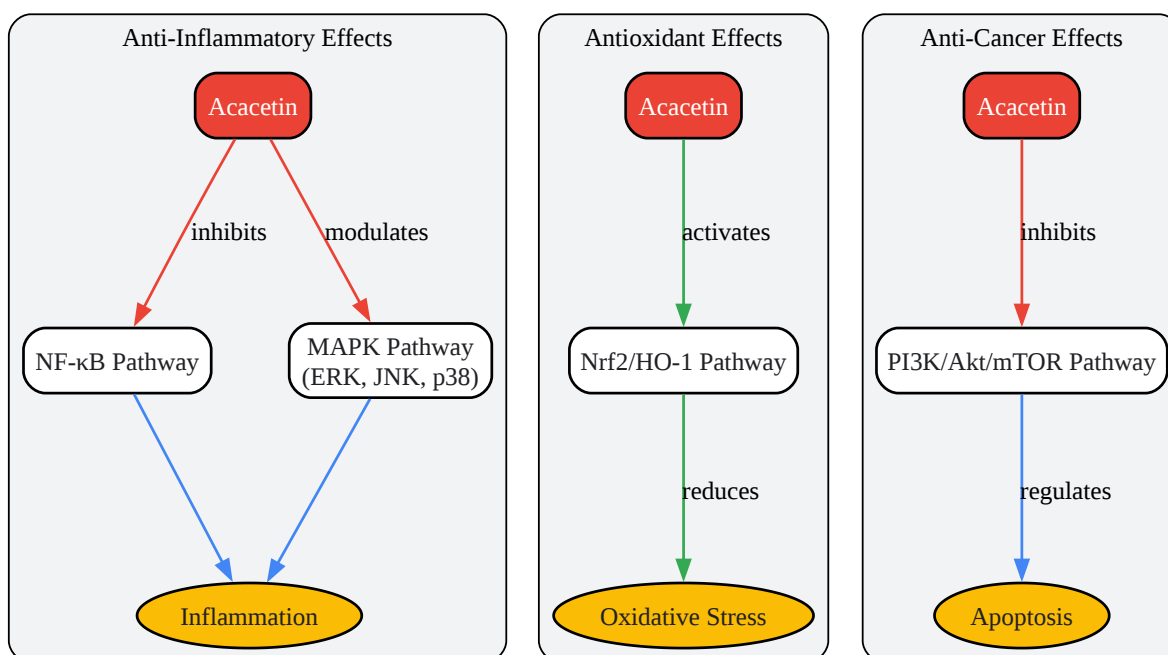 Anti-Inflammatory Effects
Acacetin
inhibits
modulates
NF-κB Pathway
MAPK Pathway
(ERK, JNK, p38)
Inflammation
Antioxidant Effects
Acacetin
activates
Nrf2/HO-1 Pathway
reduces
Oxidative Stress
Anti-Cancer Effects
Acacetin
inhibits
PI3K/Akt/mTOR Pathway
regulates
Apoptosis